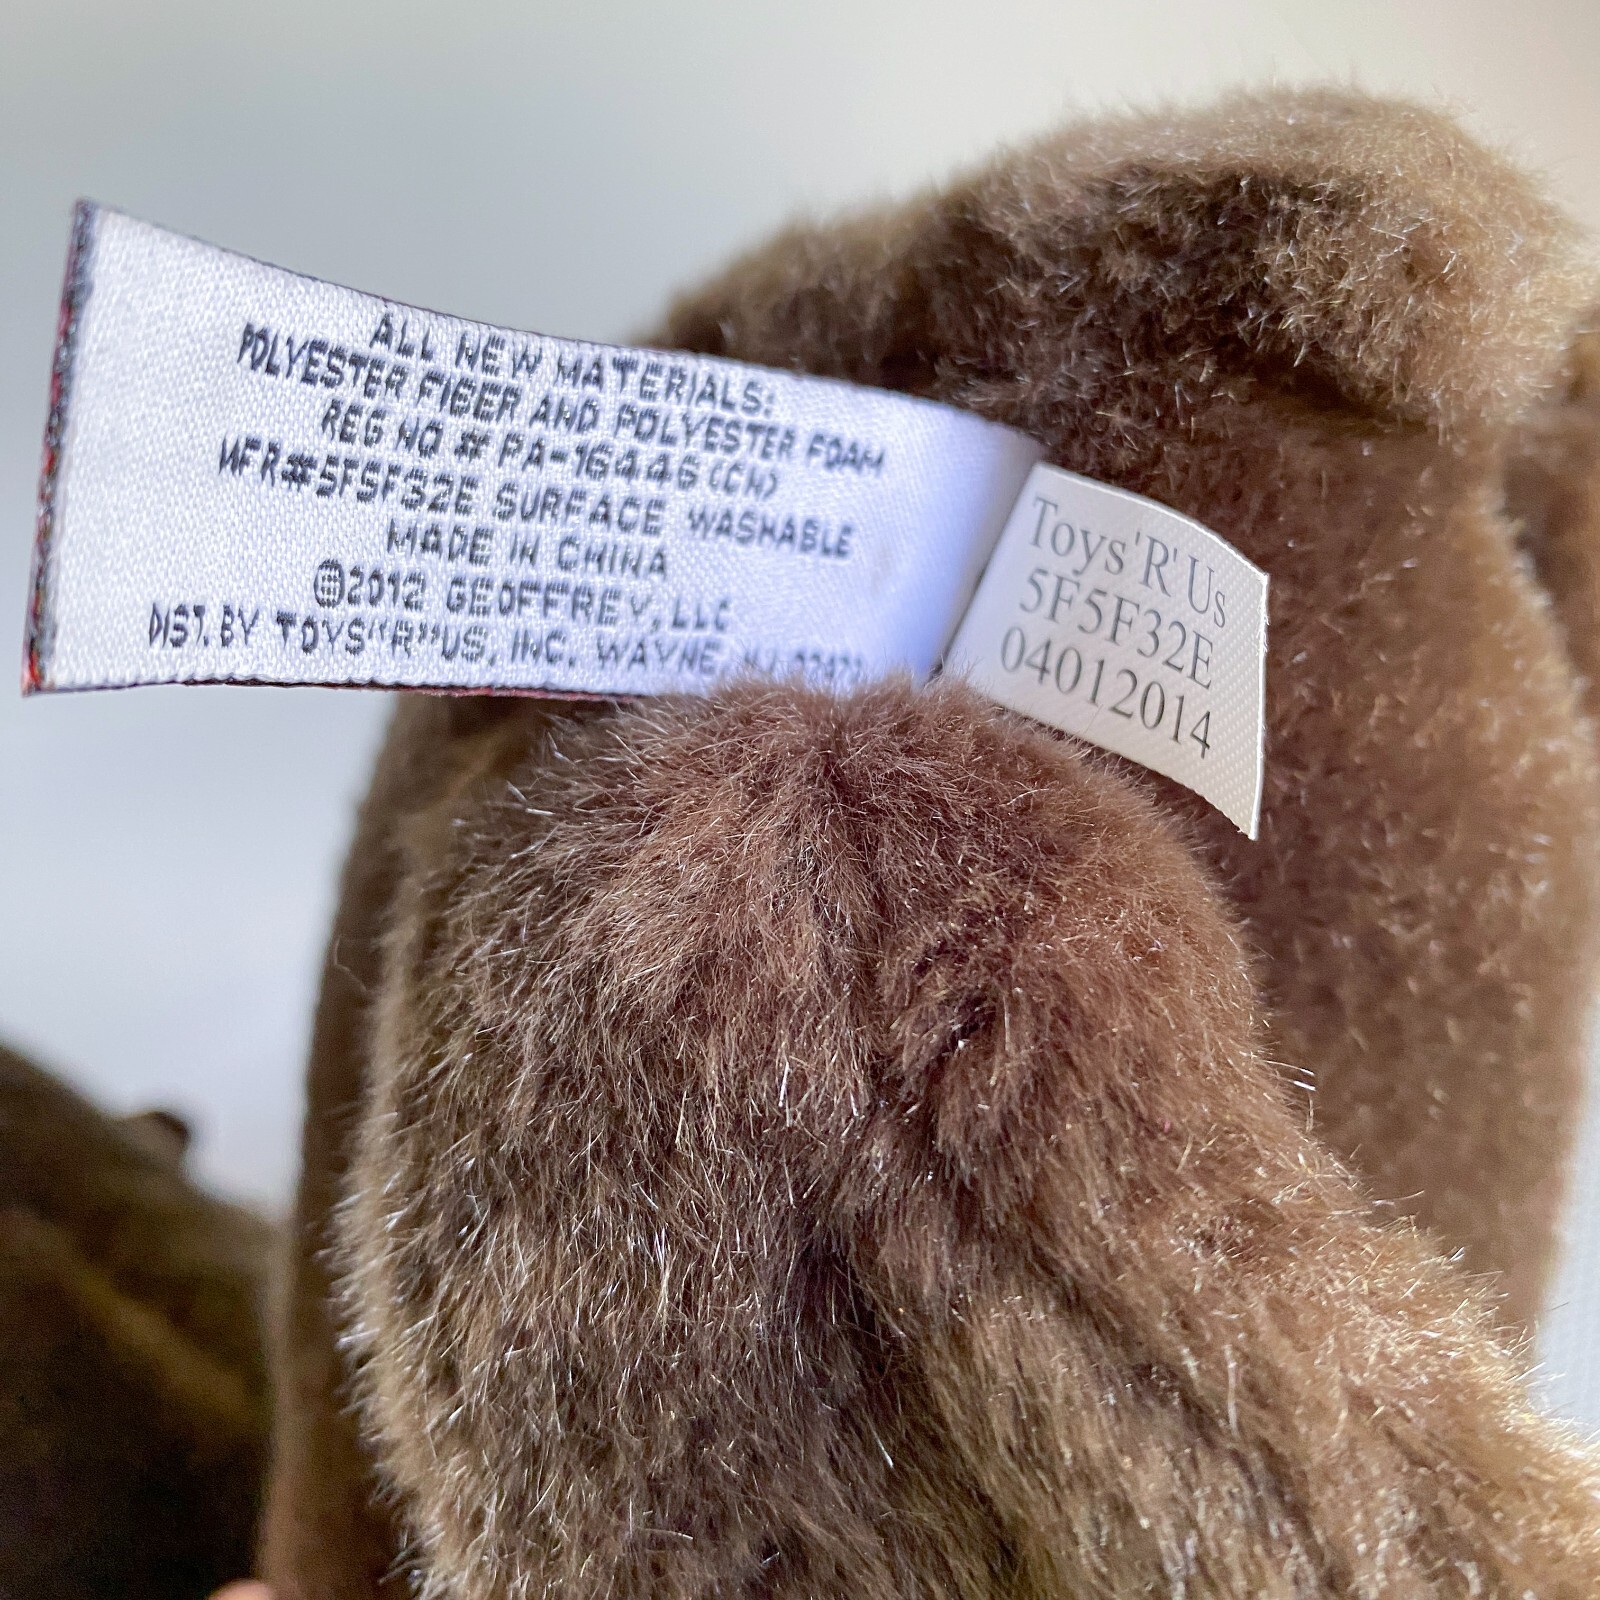 ALL NEW MATERIALS:
POLYESTER FIBER AND POLYESTER FOAM
REG NO # PA-16446(CN)
MFR#5F5F32E SURFACE WASHABLE
MADE IN CHINA
©2012 GEOFFREY, LLC
DIST. BY TOYS"R"US, INC. WAYNE,
Toys'R'Us
5F5F32E
04012014